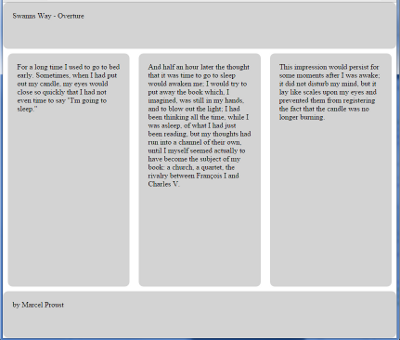 Swanns Way - Overture
For a long time I used to go to bed
early. Sometimes, when I had put
out my candle, my eyes would
close so quickly that I had not
even time to say "I'm going to
sleep."
And half an hour later the thought
that it was time to go to sleep
would awaken me; I would try to
put away the book which, I
imagined, was still in my hands,
and to blow out the light; I had
been thinking all the time, while I
was asleep, of what I had just
been reading, but my thoughts had
run into a channel of their own,
until I myself seemed actually to
have become the subject of my
book: a church, a quartet, the
rivalry between François I and
Charles V.
This impression would persist for
some moments after I was awake;
it did not disturb my mind, but it
lay like scales upon my eyes and
prevented them from registering
the fact that the candle was no
longer burning.
by Marcel Proust